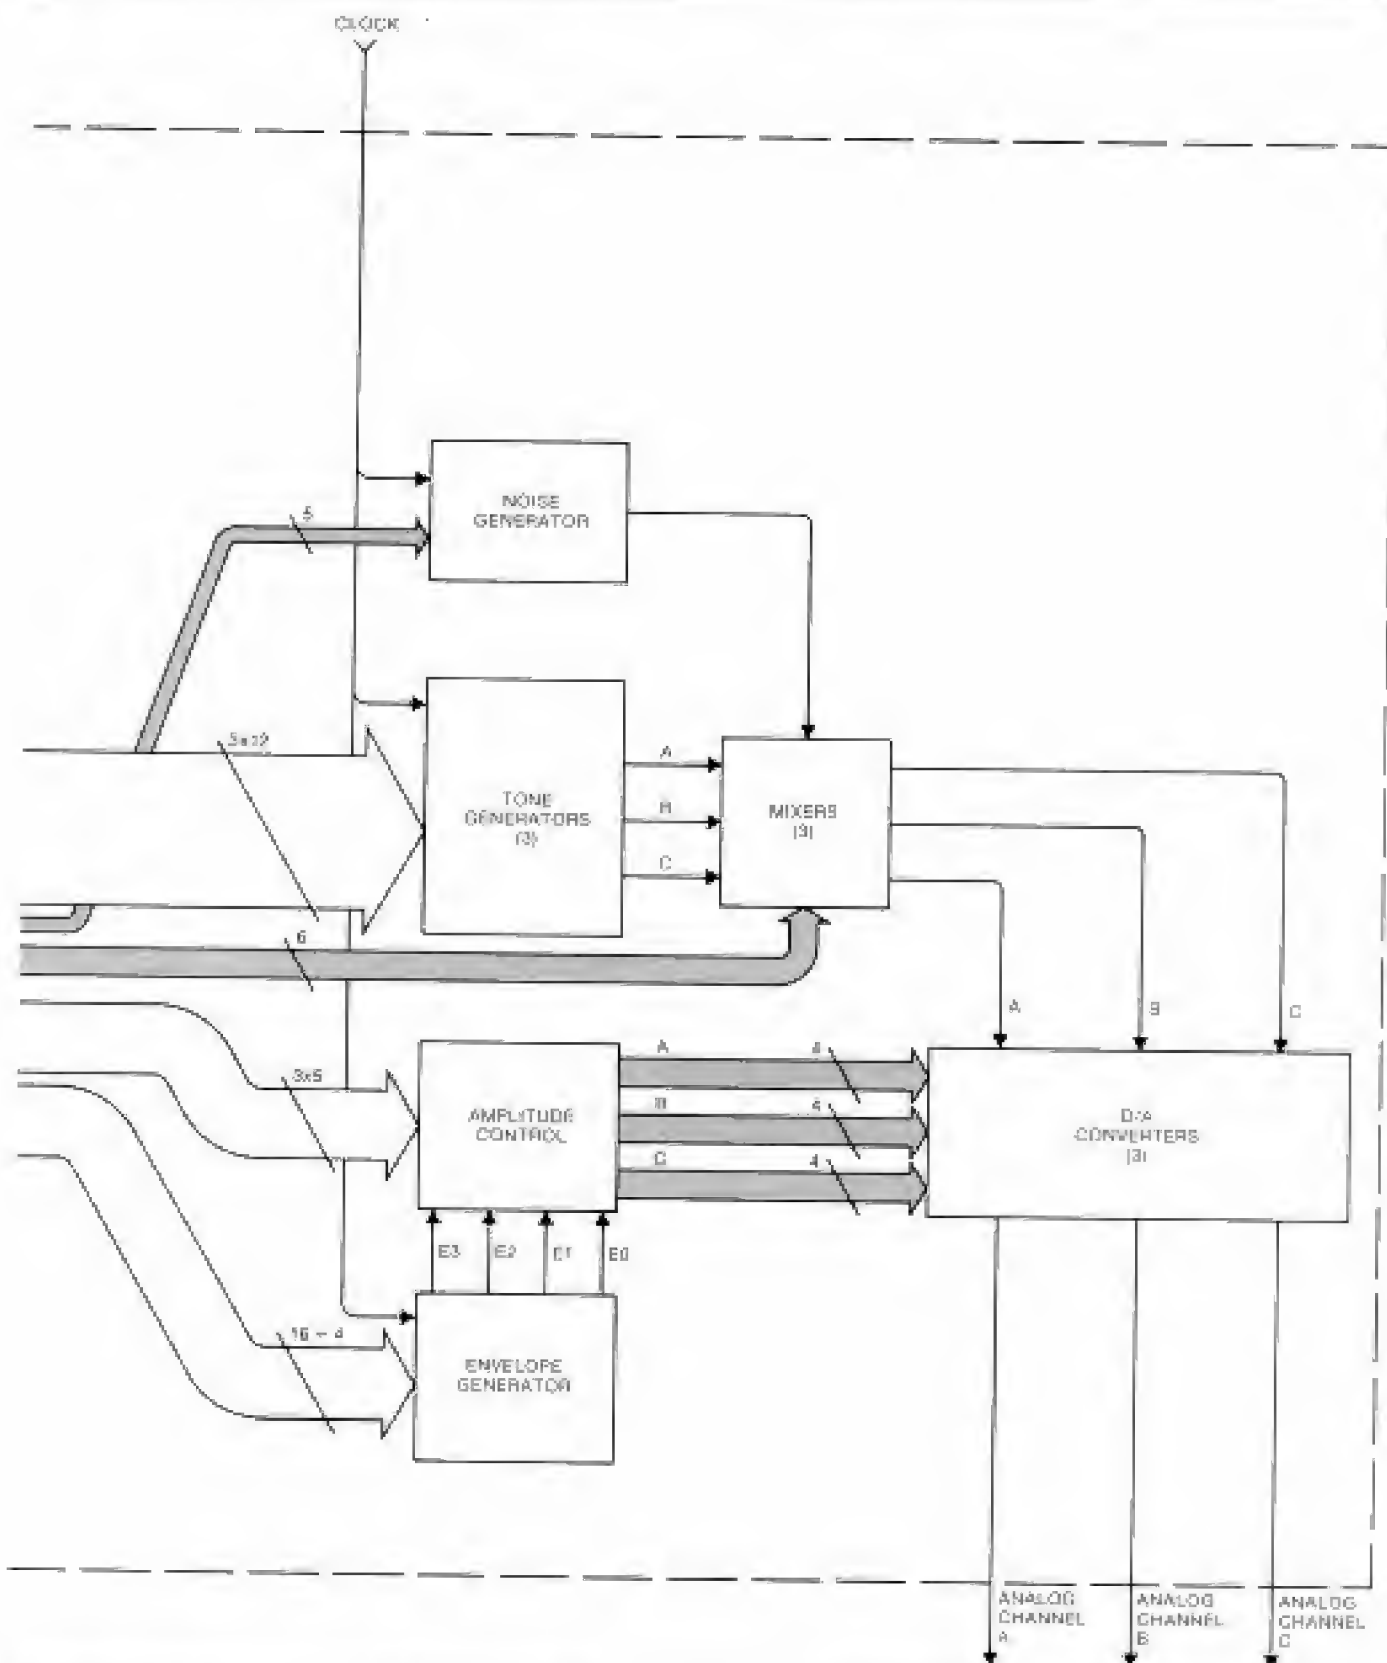 CLOCK
5
NOISE
GENERATOR
3x12
TONE
GENERATORS
(3)
A
B
C
MIXERS
(3)
6
A
B
C
3x5
AMPLITUDE
CONTROL
A
4
B
4
C
4
D/A
CONVERTERS
(3)
E3
E2
E1
E0
16 + 4
ENVELOPE
GENERATOR
ANALOG
CHANNEL
A
ANALOG
CHANNEL
B
ANALOG
CHANNEL
C